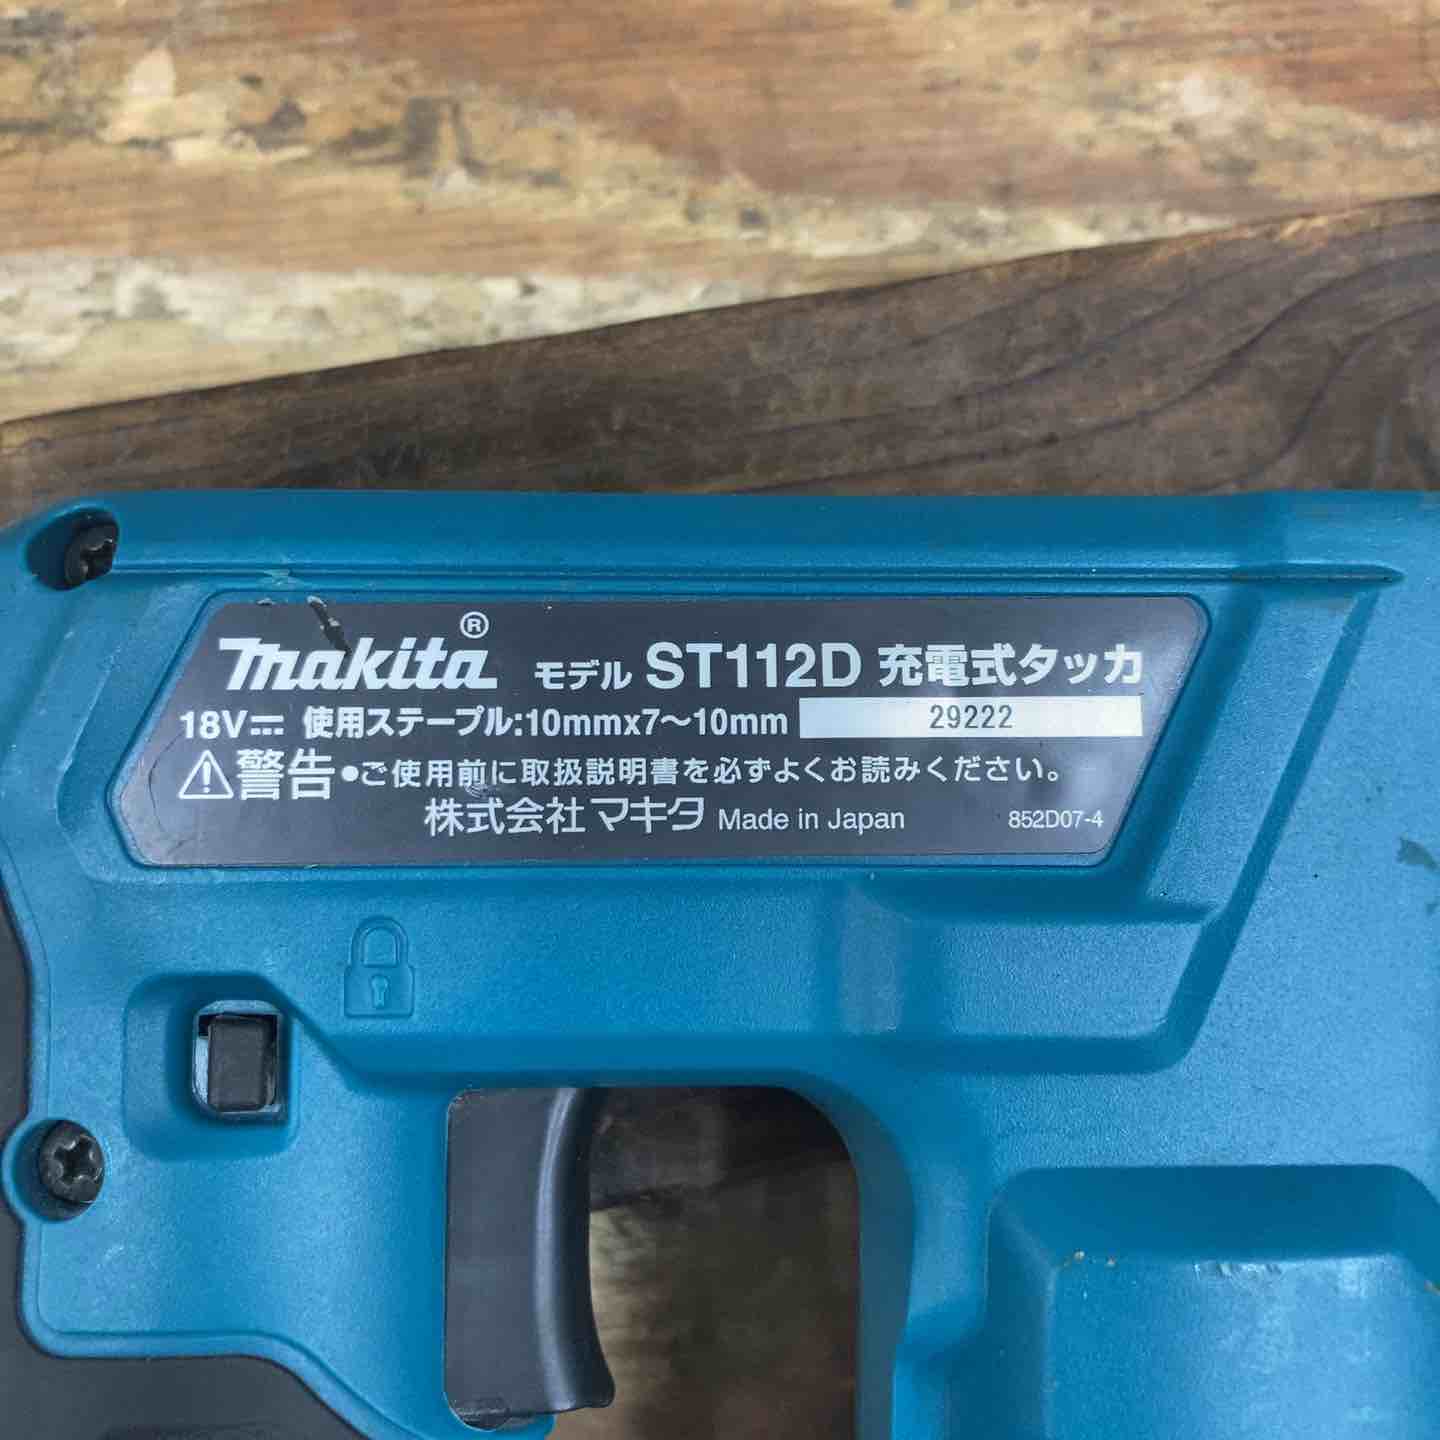 makita® モデル ST112D 充電式タッカ
18V⎓ 使用ステープル:10mmx7〜10mm 29222
⚠警告 ●ご使用前に取扱説明書を必ずよくお読みください。
株式会社マキタ Made in Japan 852D07-4